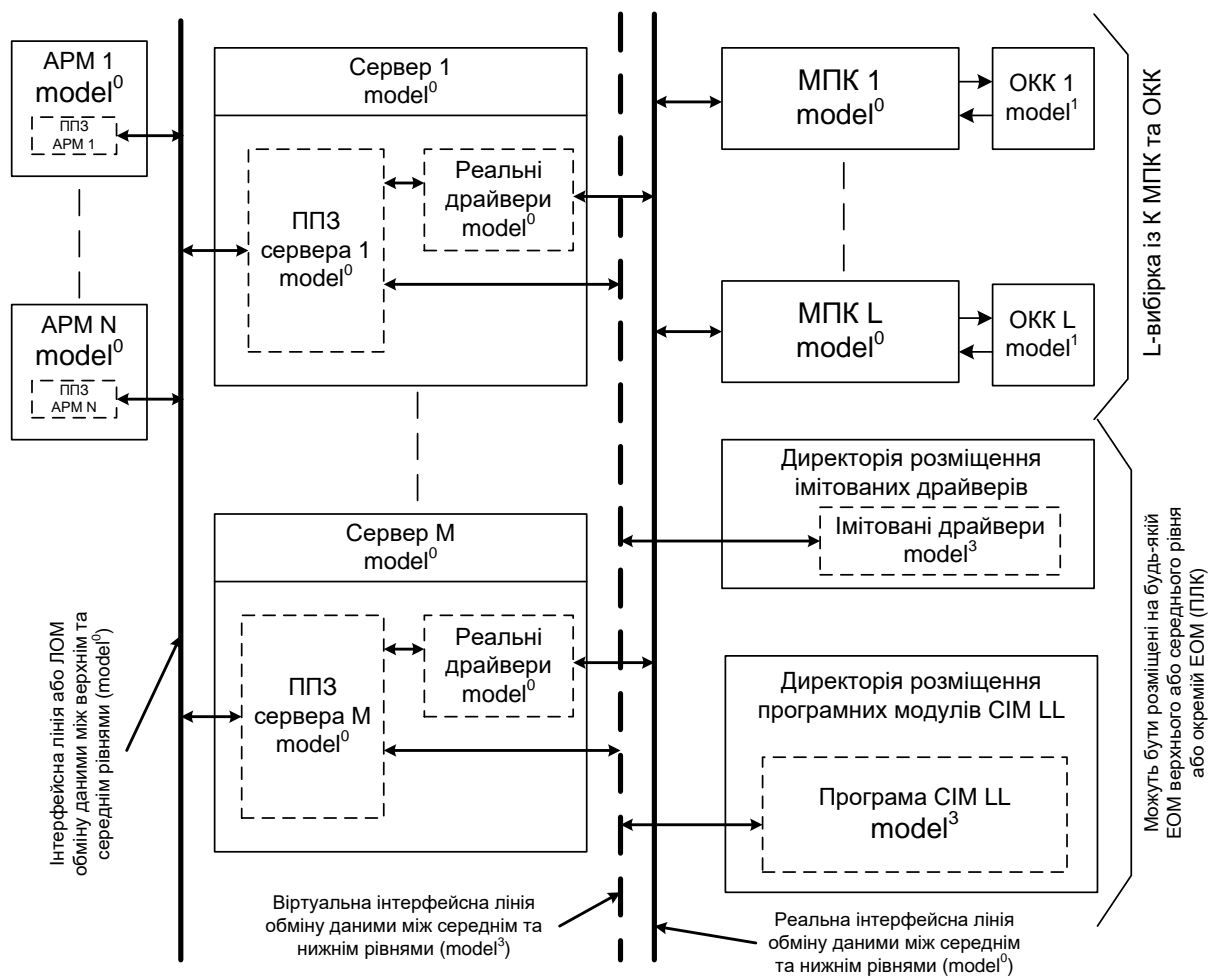 АРМ 1
model⁰
ППЗ
АРМ 1
АРМ N
model⁰
ППЗ
АРМ N
Сервер 1
model⁰
ППЗ
сервера 1
model⁰
Реальні
драйвери
model⁰
Сервер M
model⁰
ППЗ
сервера M
model⁰
Реальні
драйвери
model⁰
МПК 1
model⁰
ОКК 1
model¹
МПК L
model⁰
ОКК L
model¹
L-вибірка із К МПК та ОКК
Директорія розміщення
імітованих драйверів
Імітовані драйвери
model³
Директорія розміщення
програмних модулів CIM LL
Програма CIM LL
model³
Можуть бути розміщені на будь-якій
ЕОМ верхнього або середнього рівня
або окремій ЕОМ (ПЛК)
Інтерфейсна лінія або ЛОМ
обміну даними між верхнім та
середнім рівнями (model⁰)
Віртуальна інтерфейсна лінія
обміну даними між середнім та
нижнім рівнями (model³)
Реальна інтерфейсна лінія
обміну даними між середнім
та нижнім рівнями (model⁰)